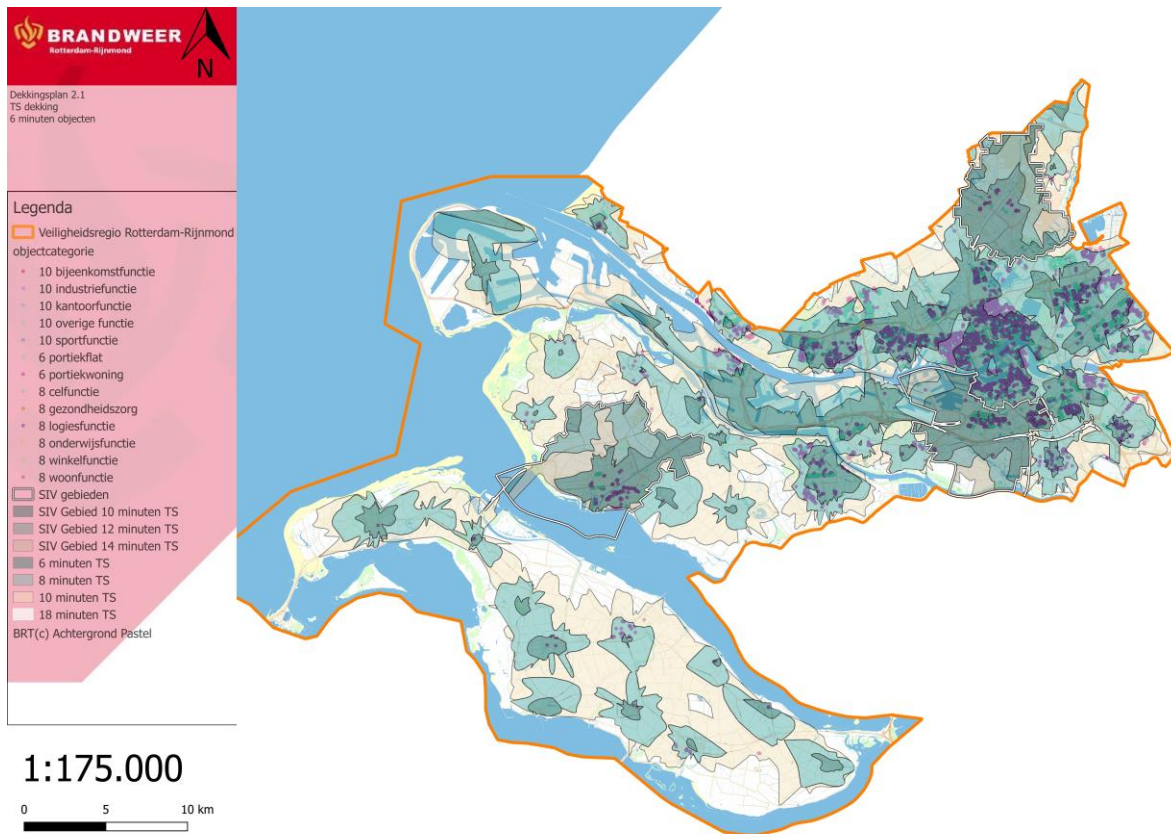 BRANDWEER
Rotterdam-Rijnmond
N
Dekkingsplan 2.1
TS dekking
6 minuten objecten
Legenda
Veiligheidsregio Rotterdam-Rijnmond
objectcategorie
10 bijeenkomstfunctie
10 industriefunctie
10 kantoorfunctie
10 overige functie
10 sportfunctie
6 portiekflat
6 portiekwoning
8 celfunctie
8 gezondheidszorg
8 logiesfunctie
8 onderwijsfunctie
8 winkelfunctie
8 woonfunctie
SIV gebieden
SIV Gebied 10 minuten TS
SIV Gebied 12 minuten TS
SIV Gebied 14 minuten TS
6 minuten TS
8 minuten TS
10 minuten TS
18 minuten TS
BRT(c) Achtergrond Pastel
1:175.000
0 5 10 km